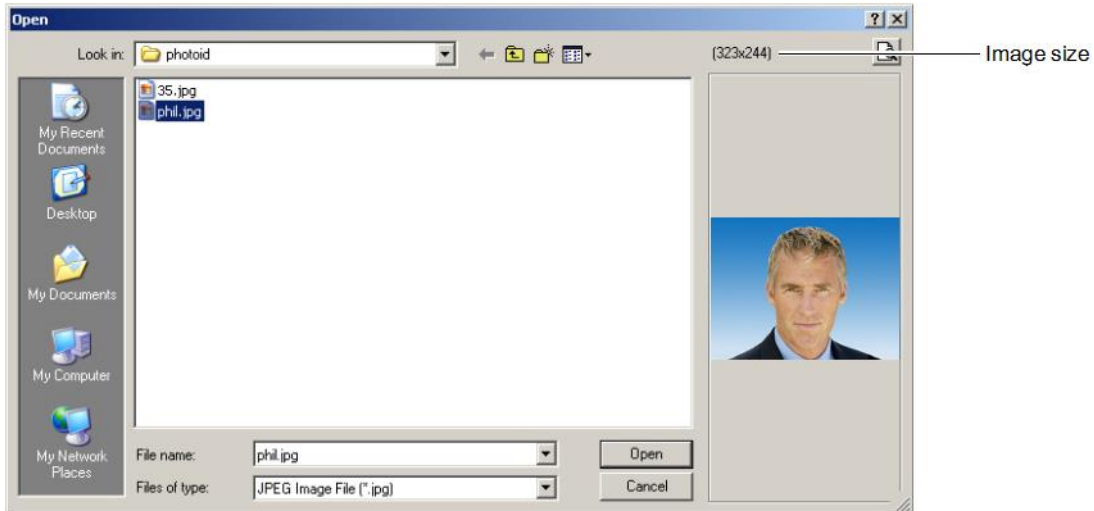 Open
Look in:
photoid
(323x244)
Image size
35.jpg
phil.jpg
My Recent
Documents
Desktop
My Documents
My Computer
My Network
Places
File name:
phil.jpg
Open
Files of type:
JPEG Image File (*.jpg)
Cancel